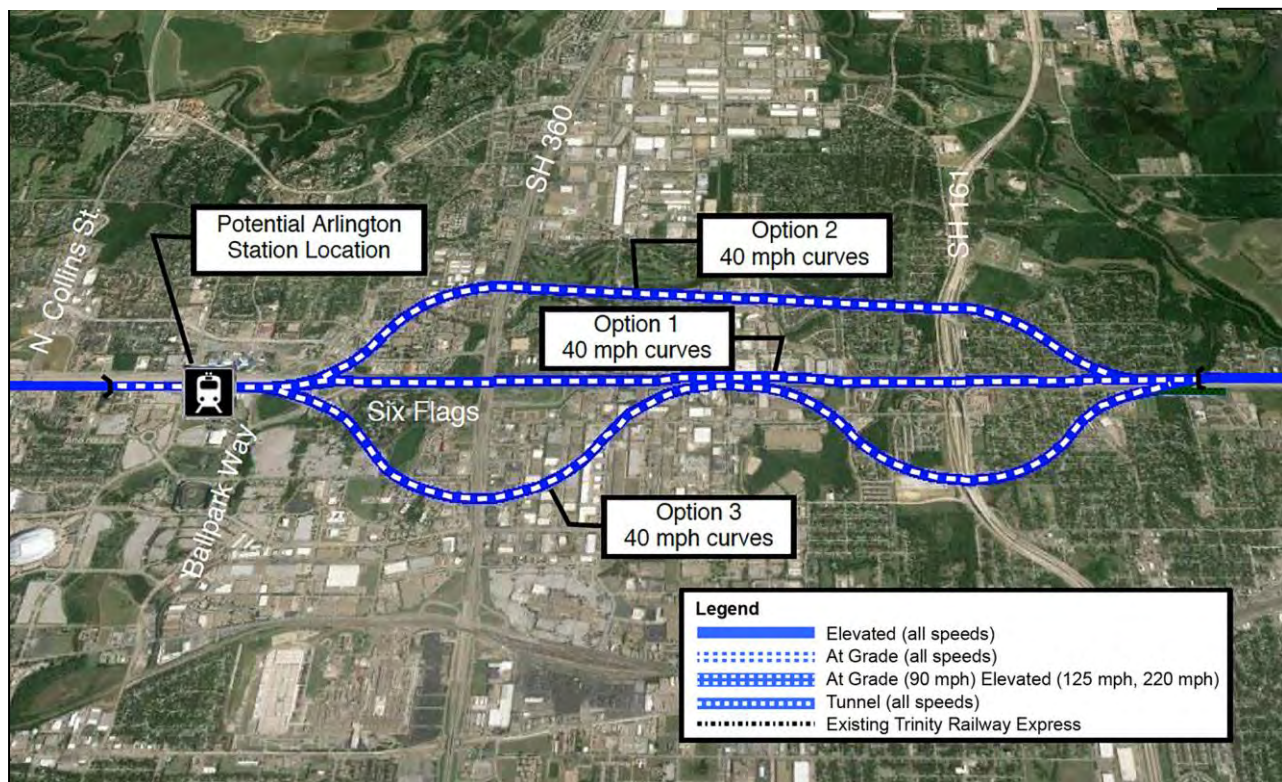 SH 360
Potential Arlington
Station Location
N. Collins St.
Option 2
40 mph curves
SH 161
Option 1
40 mph curves
Six Flags
Ballpark Way
Option 3
40 mph curves
Legend
Elevated (all speeds)
At Grade (all speeds)
At Grade (90 mph) Elevated (125 mph, 220 mph)
Tunnel (all speeds)
Existing Trinity Railway Express